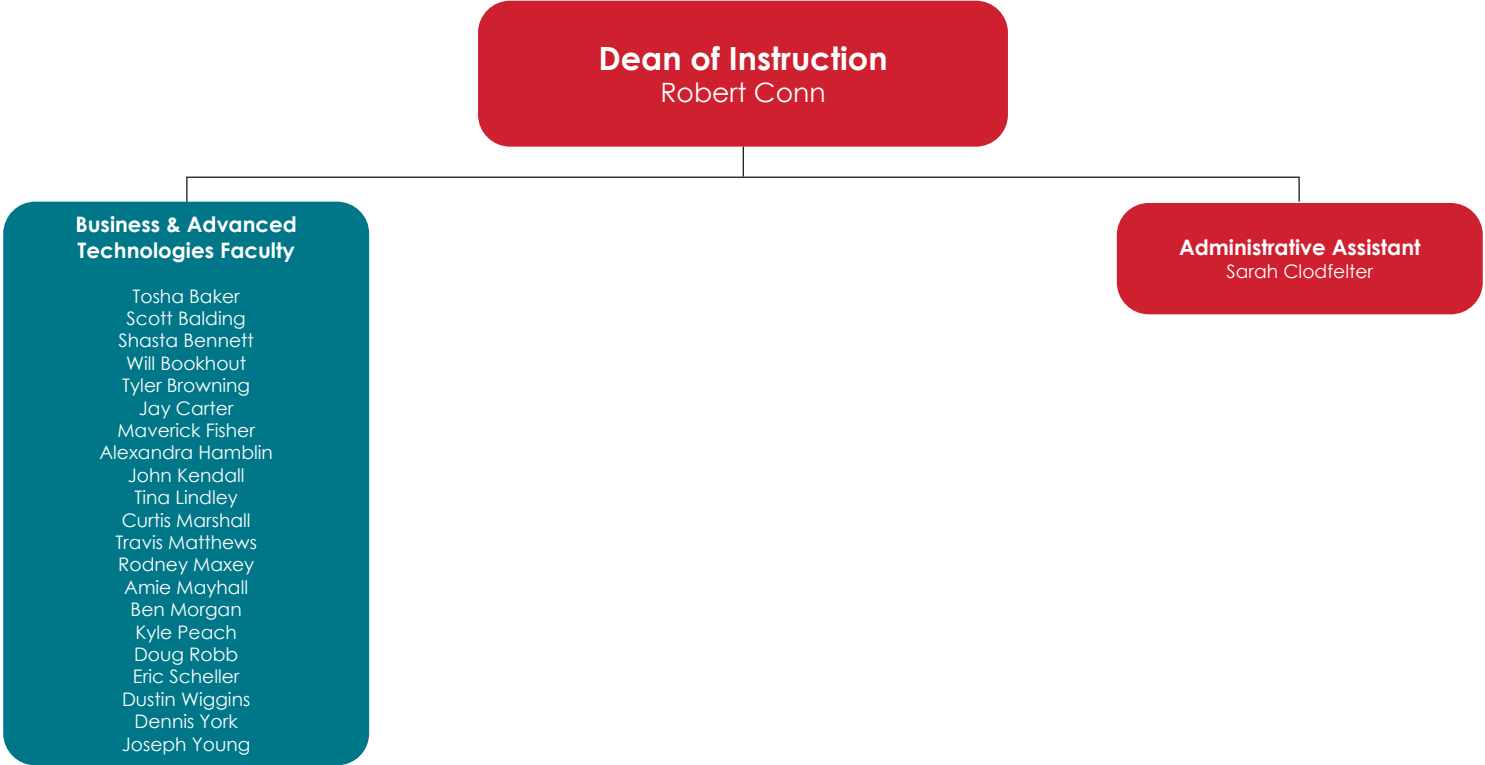 Dean of Instruction
Robert Conn
Business & Advanced
Technologies Faculty
Tosha Baker
Scott Balding
Shasta Bennett
Will Bookhout
Tyler Browning
Jay Carter
Maverick Fisher
Alexandra Hamblin
John Kendall
Tina Lindley
Curtis Marshall
Travis Matthews
Rodney Maxey
Amie Mayhall
Ben Morgan
Kyle Peach
Doug Robb
Eric Scheller
Dustin Wiggins
Dennis York
Joseph Young
Administrative Assistant
Sarah Clodfelter